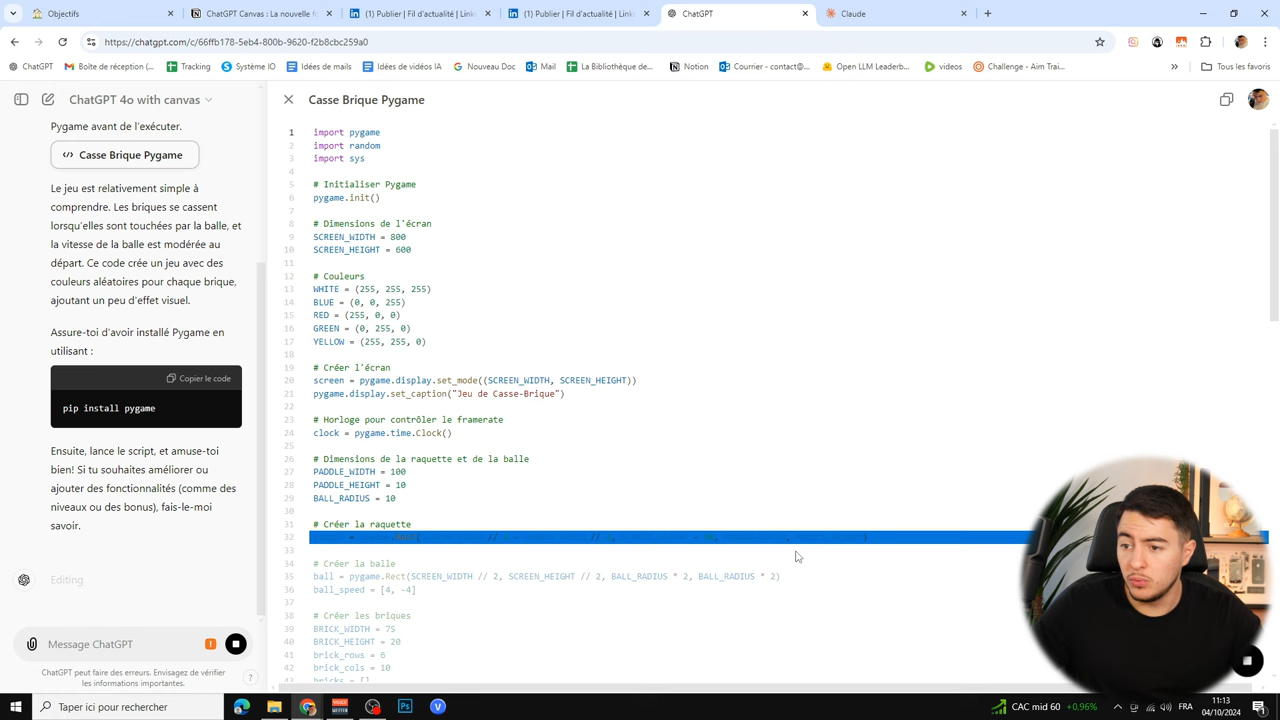 Objectifs
ChatGPT Canvas : La nouvelle fo
(1) Publier | Fil d'actualité | Linke
(1) Publier | Fil d'actualité | Linke
ChatGPT
Claude
https://chatgpt.com/c/66ffb178-5eb4-800b-9620-f2b8cbc259a0
ChatGPT
Boîte de réception (...
Tracking
Système IO
Idées de mails
Idées de vidéos IA
Nouveau Doc
Mail
La Bibliothèque de...
Notion
Courrier - contact@...
Open LLM Leaderb...
videos
Challenge - Aim Trai...
Tous les favoris
ChatGPT 4o with canvas
Casse Brique Pygame
Pygame avant de l'exécuter.
Casse Brique Pygame
Le jeu est relativement simple à
comprendre. Les briques se cassent
lorsqu'elles sont touchées par la balle, et
la vitesse de la balle est modérée au
départ. Ce code crée un jeu avec des
couleurs aléatoires pour chaque brique,
ajoutant un peu d'effet visuel.
Assure-toi d'avoir installé Pygame en
utilisant :
Copier le code
pip install pygame
Ensuite, lance le script, et amuse-toi
bien! Si tu souhaites améliorer ou
ajouter des fonctionnalités (comme des
niveaux ou des bonus), fais-le-moi
savoir.
Editing
Message ChatGPT
ChatGPT peut faire des erreurs. Envisagez de vérifier
les informations importantes.
?
1 import pygame
2 import random
3 import sys
4
5 # Initialiser Pygame
6 pygame.init()
7
8 # Dimensions de l'écran
9 SCREEN_WIDTH = 800
10 SCREEN_HEIGHT = 600
11
12 # Couleurs
13 WHITE = (255, 255, 255)
14 BLUE = (0, 0, 255)
15 RED = (255, 0, 0)
16 GREEN = (0, 255, 0)
17 YELLOW = (255, 255, 0)
18
19 # Créer l'écran
20 screen = pygame.display.set_mode((SCREEN_WIDTH, SCREEN_HEIGHT))
21 pygame.display.set_caption("Jeu de Casse-Brique")
22
23 # Horloge pour contrôler le framerate
24 clock = pygame.time.Clock()
25
26 # Dimensions de la raquette et de la balle
27 PADDLE_WIDTH = 100
28 PADDLE_HEIGHT = 10
29 BALL_RADIUS = 10
30
31 # Créer la raquette
32
33
34 # Créer la balle
35 ball = pygame.Rect(SCREEN_WIDTH // 2, SCREEN_HEIGHT // 2, BALL_RADIUS * 2, BALL_RADIUS * 2)
36 ball_speed = [4, -4]
37
38 # Créer les briques
39 BRICK_WIDTH = 75
40 BRICK_HEIGHT = 20
41 brick_rows = 6
42 brick_cols = 10
43 bricks = []
Tapez ici pour rechercher
CAC mid 60 +0,96%
FRA
11:13
04/10/2024